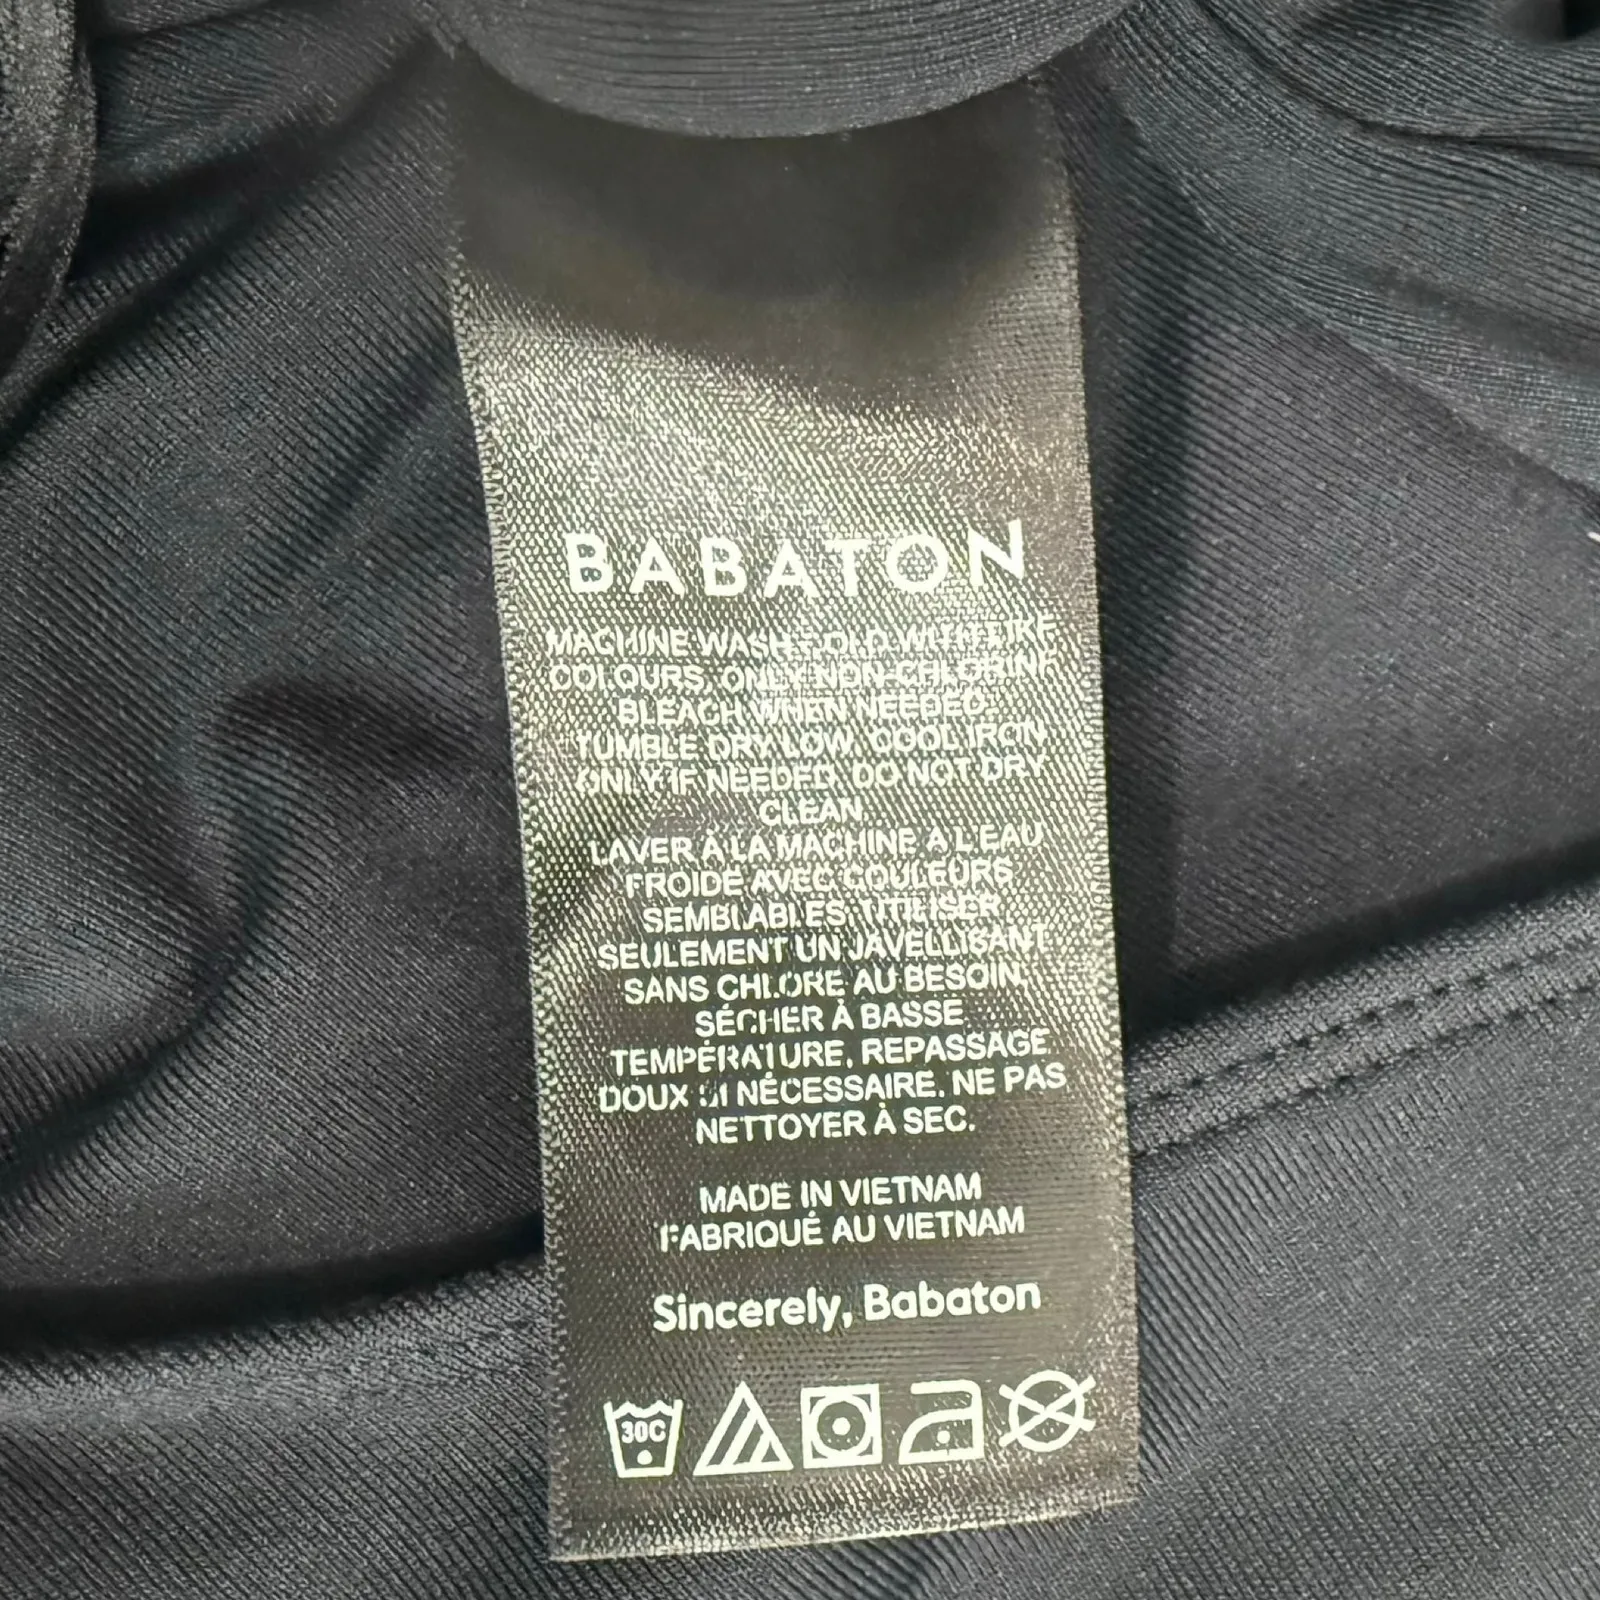 BABATON
MACHINE WASH COLD WITH LIKE
COLOURS, ONLY NON-CHLORINE
BLEACH WHEN NEEDED,
TUMBLE DRY LOW, COOL IRON
ONLY IF NEEDED, DO NOT DRY
CLEAN.
LAVER À LA MACHINE À L'EAU
FROIDE AVEC COULEURS
SEMBLABLES, UTILISER
SEULEMENT UN JAVELLISANT
SANS CHLORE AU BESOIN,
SÉCHER À BASSE
TEMPÉRATURE, REPASSAGE
DOUX SI NÉCESSAIRE, NE PAS
NETTOYER À SEC.
MADE IN VIETNAM
FABRIQUÉ AU VIETNAM
Sincerely, Babaton
30C